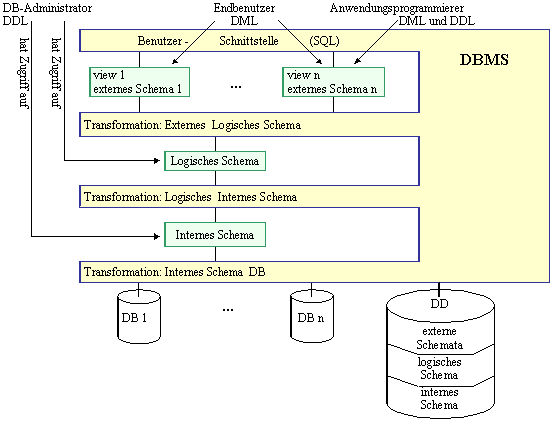 DB-Administrator
DDL
Endbenutzer
DML
Anwendungsprogrammierer
DML und DDL
hat Zugriff auf
hat Zugriff auf
Benutzer - Schnittstelle (SQL)
DBMS
view 1
externes Schema 1
...
view n
externes Schema n
Transformation: Externes Logisches Schema
Logisches Schema
Transformation: Logisches Internes Schema
Internes Schema
Transformation: Internes Schema DB
DB 1
...
DB n
DD
externe
Schemata
logisches
Schema
internes
Schema